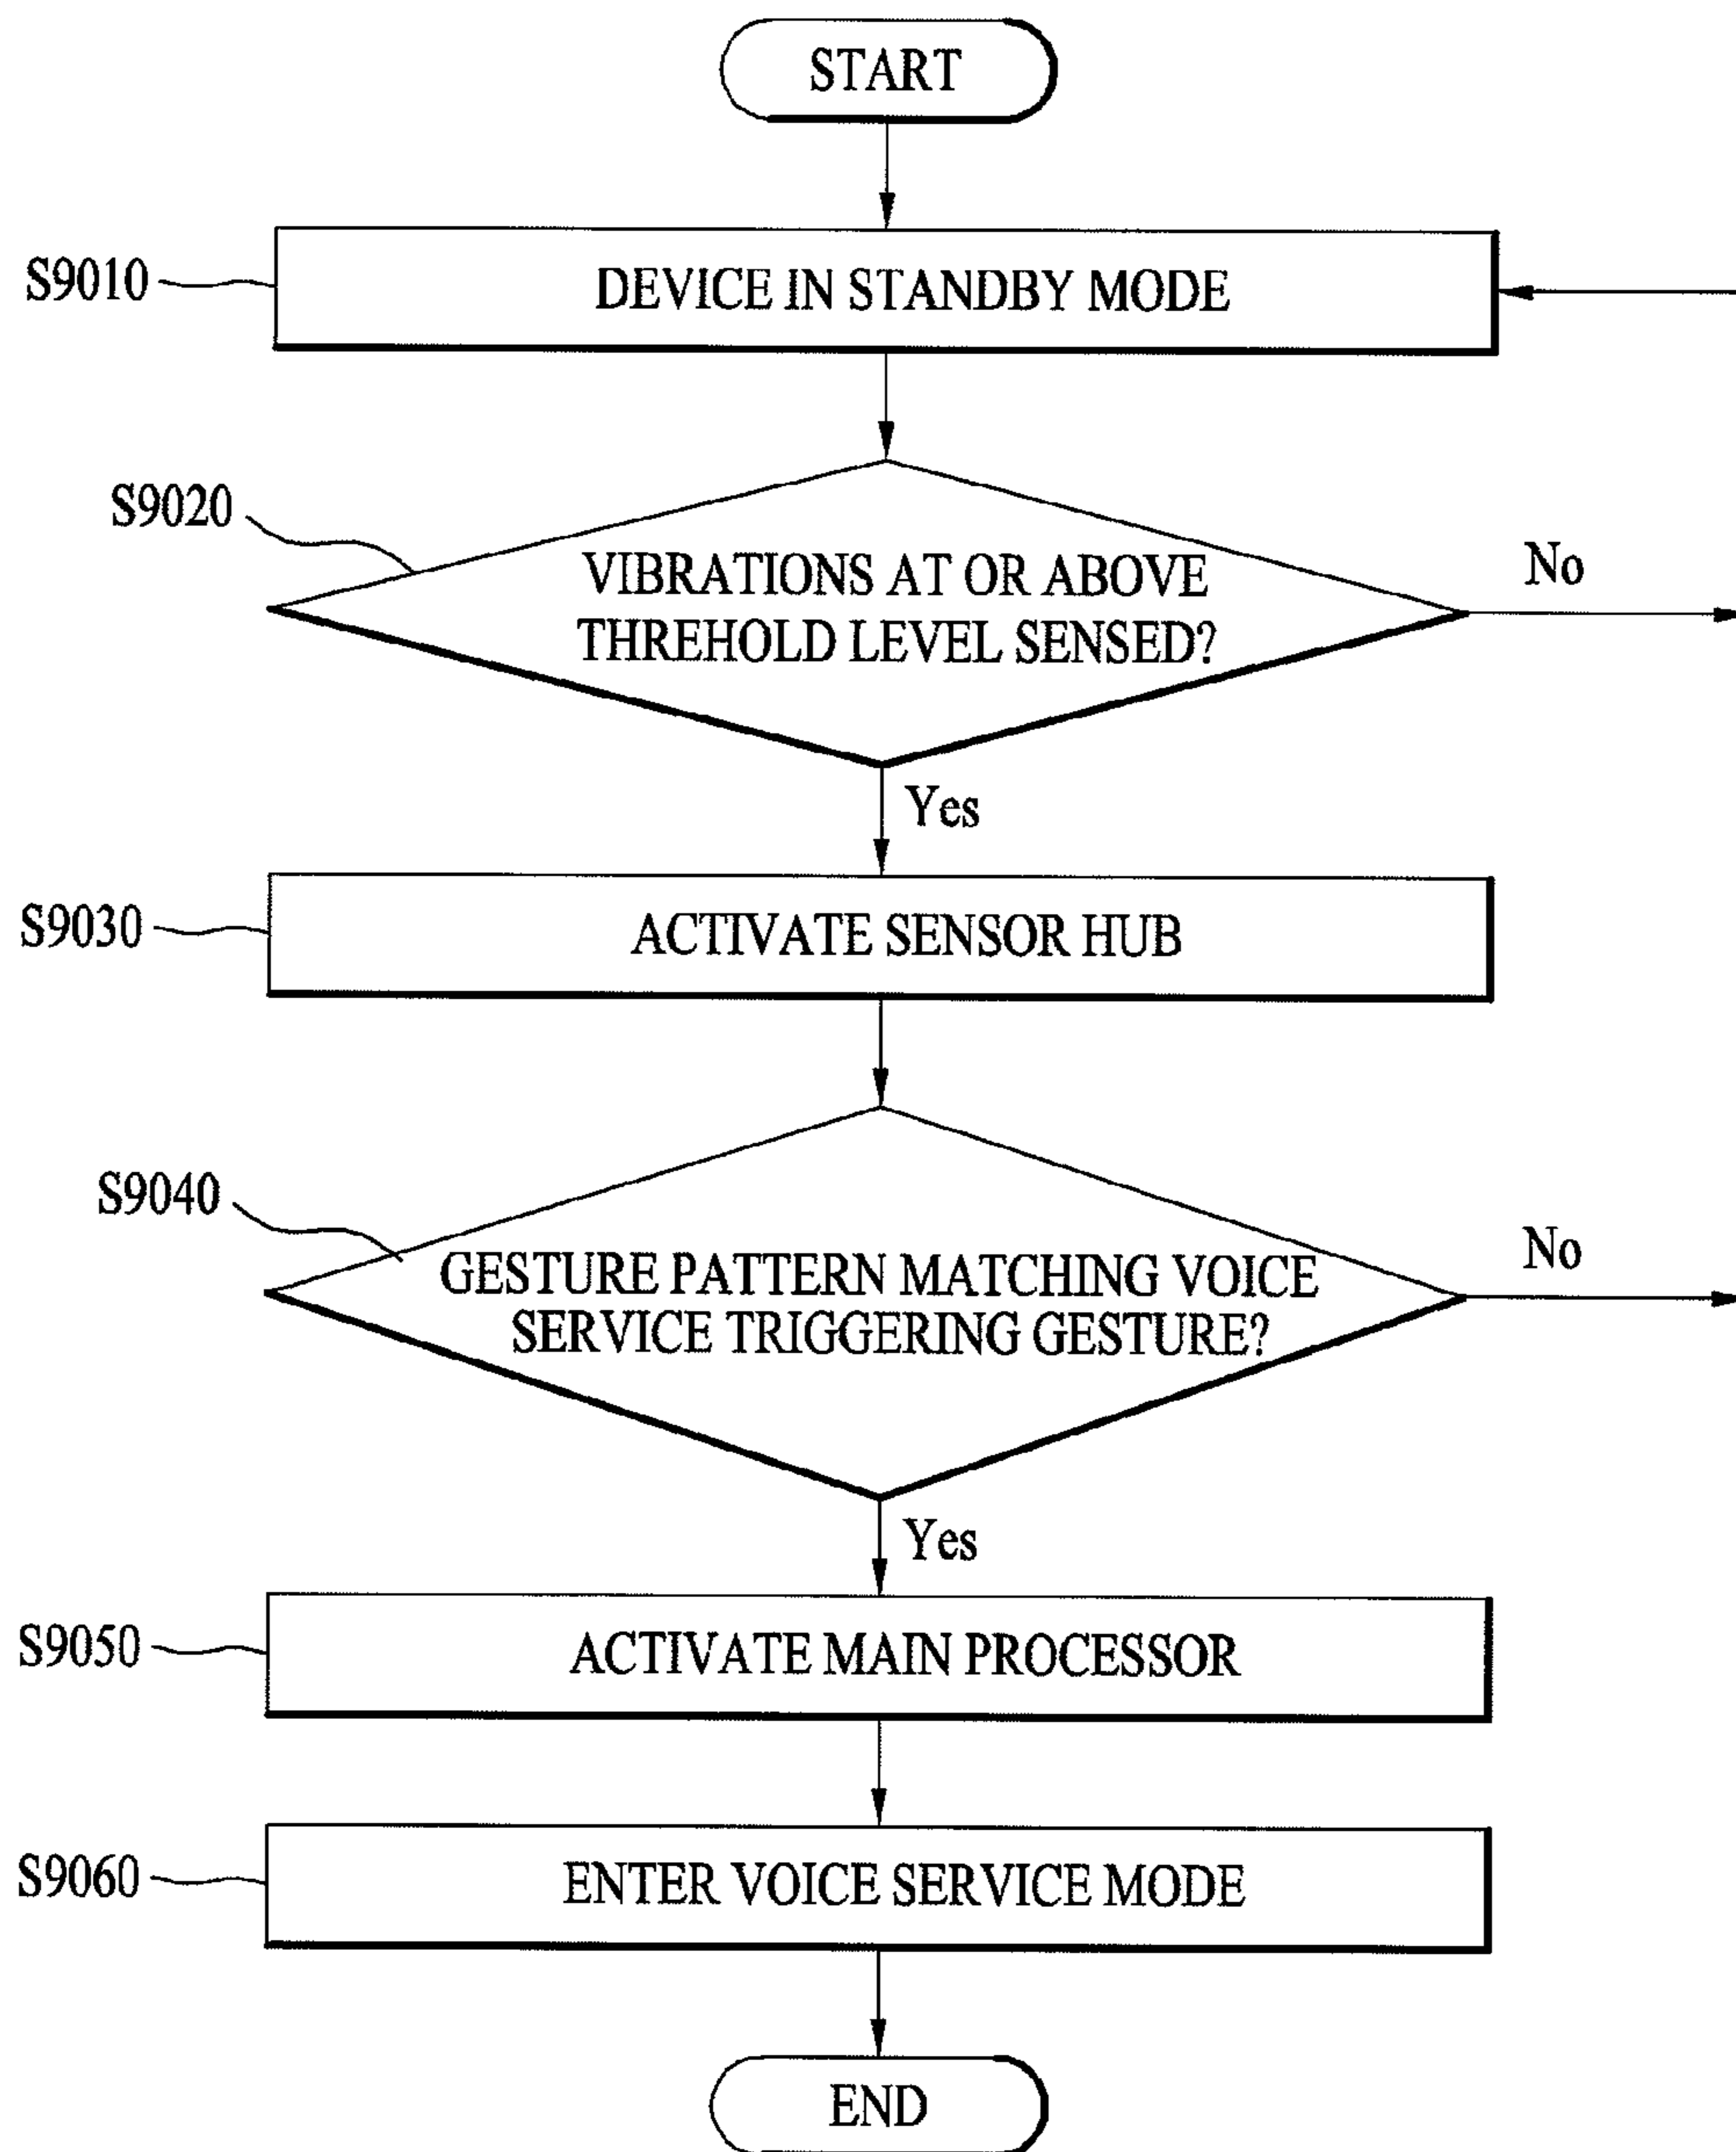 START
S9010
DEVICE IN STANDBY MODE
S9020
VIBRATIONS AT OR ABOVE
THREHOLD LEVEL SENSED?
No
Yes
S9030
ACTIVATE SENSOR HUB
S9040
GESTURE PATTERN MATCHING VOICE
SERVICE TRIGGERING GESTURE?
No
Yes
S9050
ACTIVATE MAIN PROCESSOR
S9060
ENTER VOICE SERVICE MODE
END